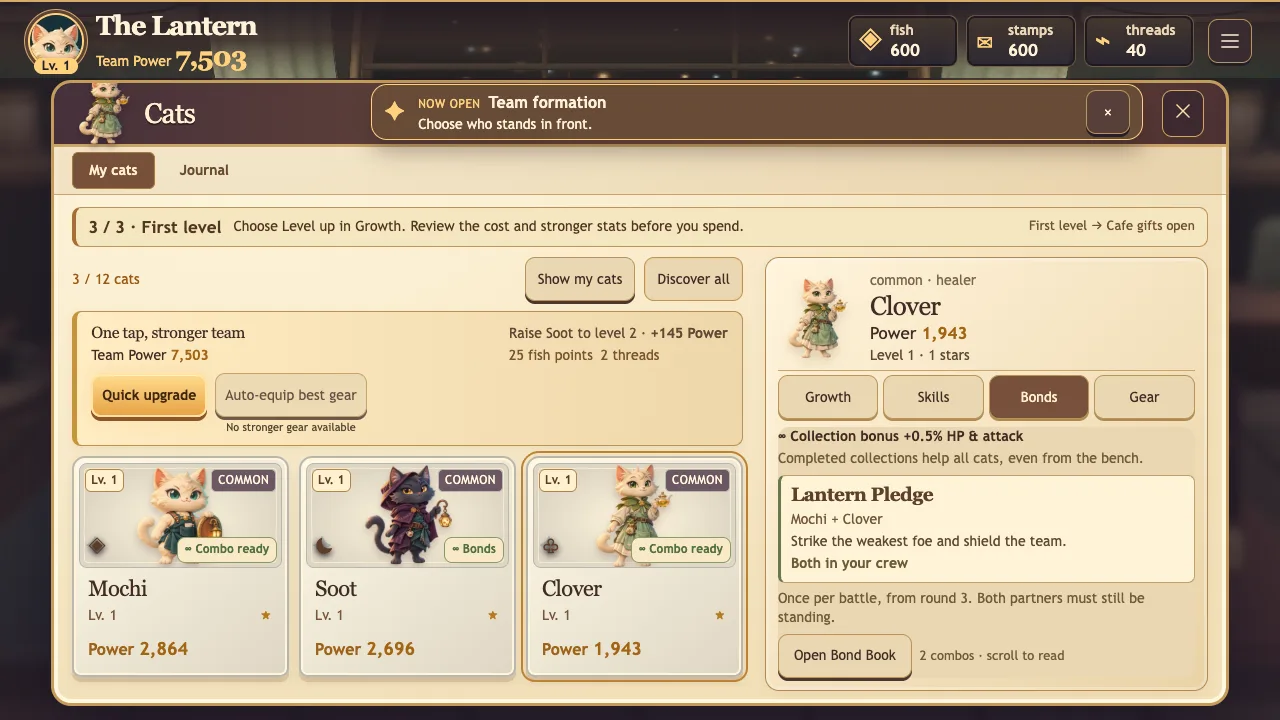 The Lantern
Lv. 1
Team Power 7,503
fish
600
stamps
600
threads
40
Cats
NOW OPEN Team formation
Choose who stands in front.
×
My cats
Journal
3 / 3 · First level Choose Level up in Growth. Review the cost and stronger stats before you spend. First level → Cafe gifts open
3 / 12 cats
Show my cats
Discover all
One tap, stronger team
Team Power 7,503
Raise Soot to level 2 · +145 Power
25 fish points 2 threads
Quick upgrade
Auto-equip best gear
No stronger gear available
Lv. 1
COMMON
∞ Combo ready
Mochi
Lv. 1 ★
Power 2,864
Lv. 1
COMMON
∞ Bonds
Soot
Lv. 1 ★
Power 2,696
Lv. 1
COMMON
∞ Combo ready
Clover
Lv. 1 ★
Power 1,943
common · healer
Clover
Power 1,943
Level 1 · 1 stars
Growth
Skills
Bonds
Gear
∞ Collection bonus +0.5% HP & attack
Completed collections help all cats, even from the bench.
Lantern Pledge
Mochi + Clover
Strike the weakest foe and shield the team.
Both in your crew
Once per battle, from round 3. Both partners must still be
standing.
Open Bond Book
2 combos · scroll to read